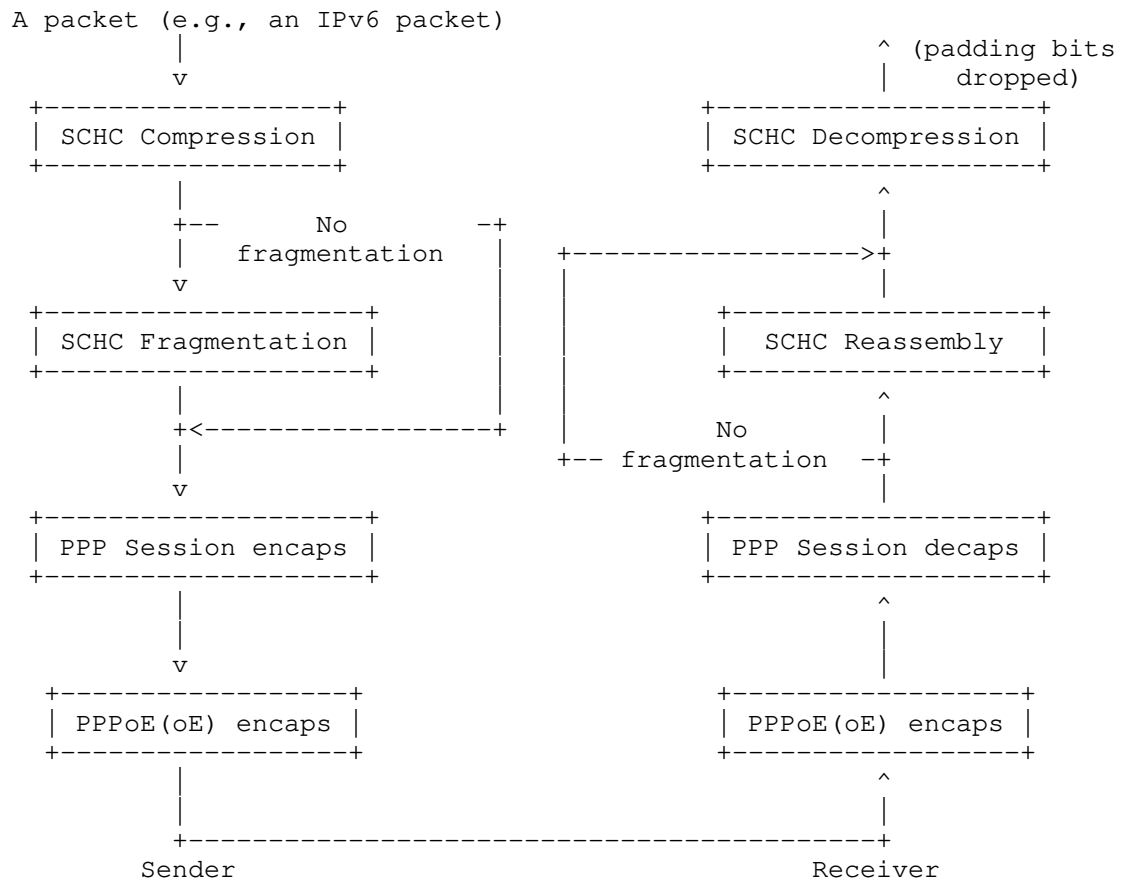 A packet (e.g., an IPv6 packet)
^ (padding bits
v dropped)
SCHC Compression SCHC Decompression
^
No
fragmentation
v
SCHC Fragmentation SCHC Reassembly
^
No
fragmentation
v
PPP Session encaps PPP Session decaps
^
v
PPPoE(oE) encaps PPPoE(oE) encaps
^
Sender Receiver